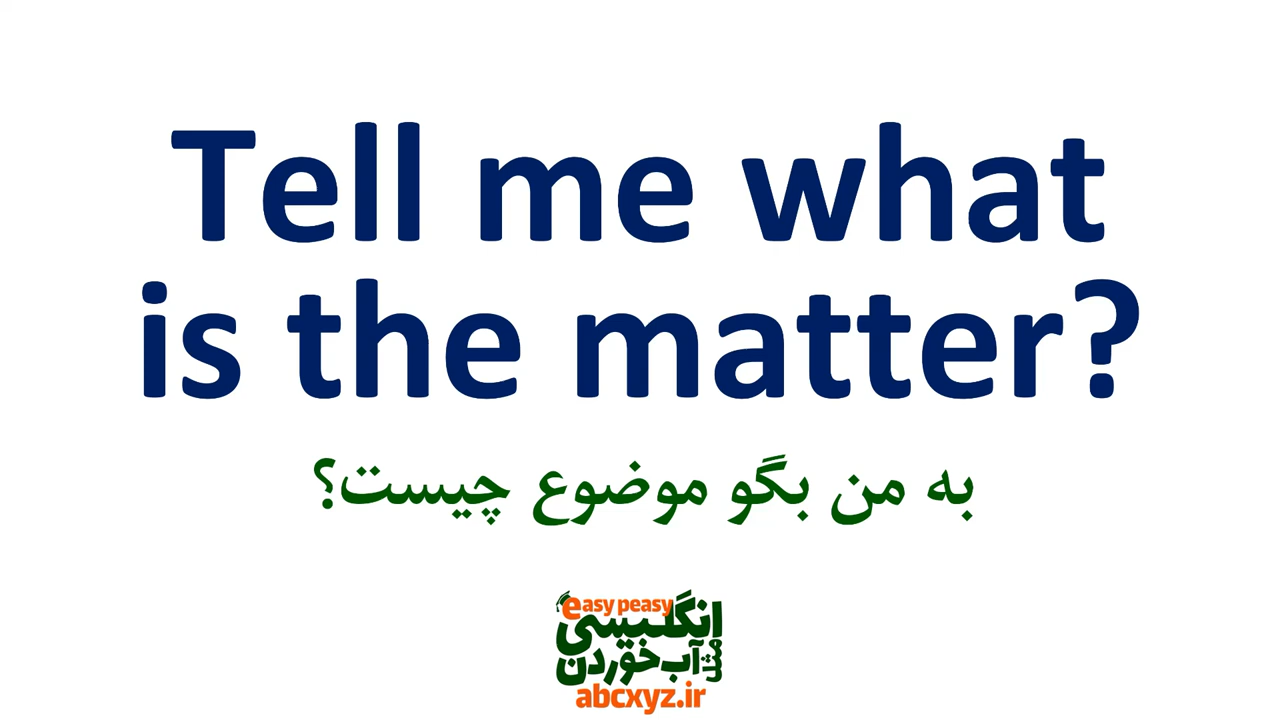 Tell me what
is the matter?
به من بگو موضوع چیست؟
easy peasy
انگلیسی
مثل آب خوردن
abcxyz.ir